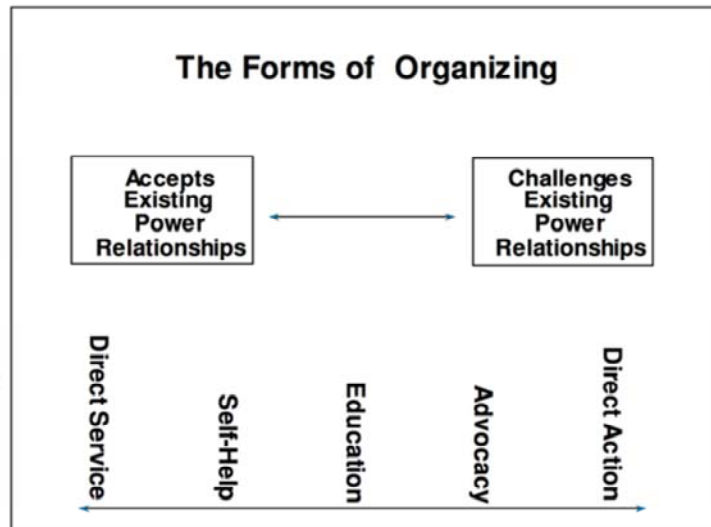 The Forms of Organizing
Accepts
Existing
Power
Relationships
Challenges
Existing
Power
Relationships
Direct Service
Self-Help
Education
Advocacy
Direct Action